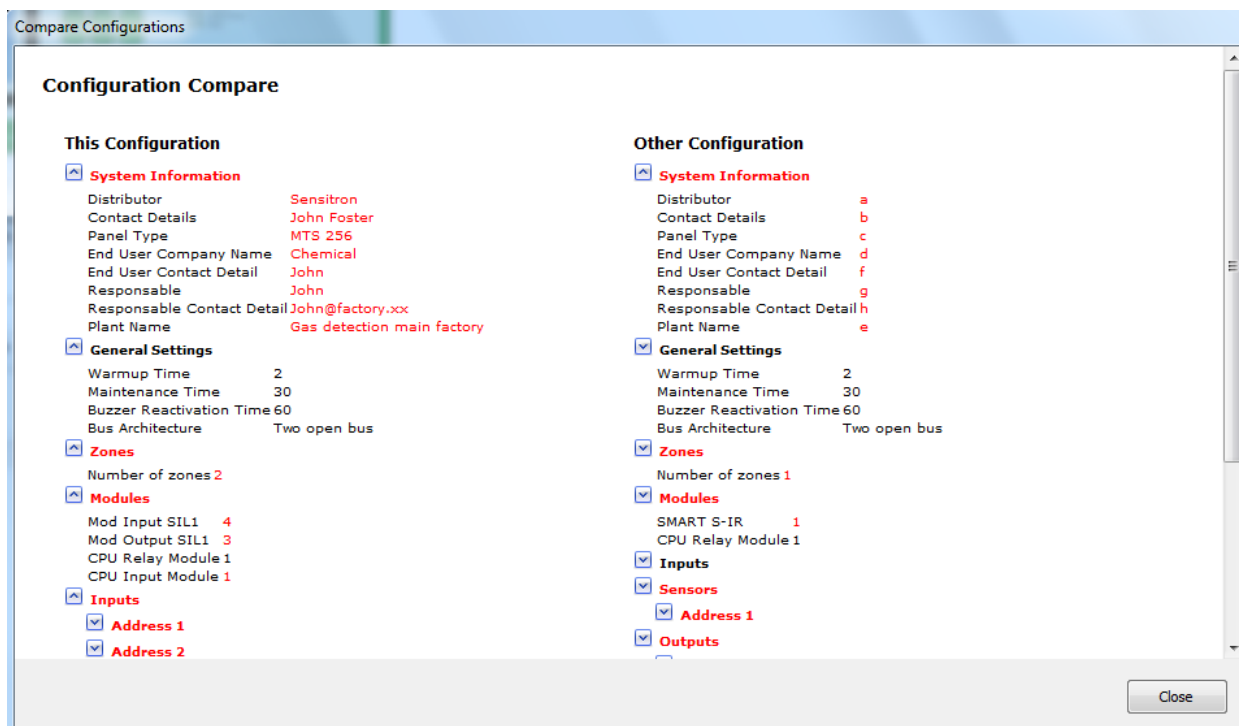 Compare Configurations
Configuration Compare
This Configuration
System Information
Distributor Sensitron
Contact Details John Foster
Panel Type MTS 256
End User Company Name Chemical
End User Contact Detail John
Responsable John
Responsable Contact Detail John@factory.xx
Plant Name Gas detection main factory
General Settings
Warmup Time 2
Maintenance Time 30
Buzzer Reactivation Time 60
Bus Architecture Two open bus
Zones
Number of zones 2
Modules
Mod Input SIL1 4
Mod Output SIL1 3
CPU Relay Module 1
CPU Input Module 1
Inputs
Address 1
Address 2
Other Configuration
System Information
Distributor a
Contact Details b
Panel Type c
End User Company Name d
End User Contact Detail f
Responsable g
Responsable Contact Detail h
Plant Name e
General Settings
Warmup Time 2
Maintenance Time 30
Buzzer Reactivation Time 60
Bus Architecture Two open bus
Zones
Number of zones 1
Modules
SMART S-IR 1
CPU Relay Module 1
Inputs
Sensors
Address 1
Outputs
Close